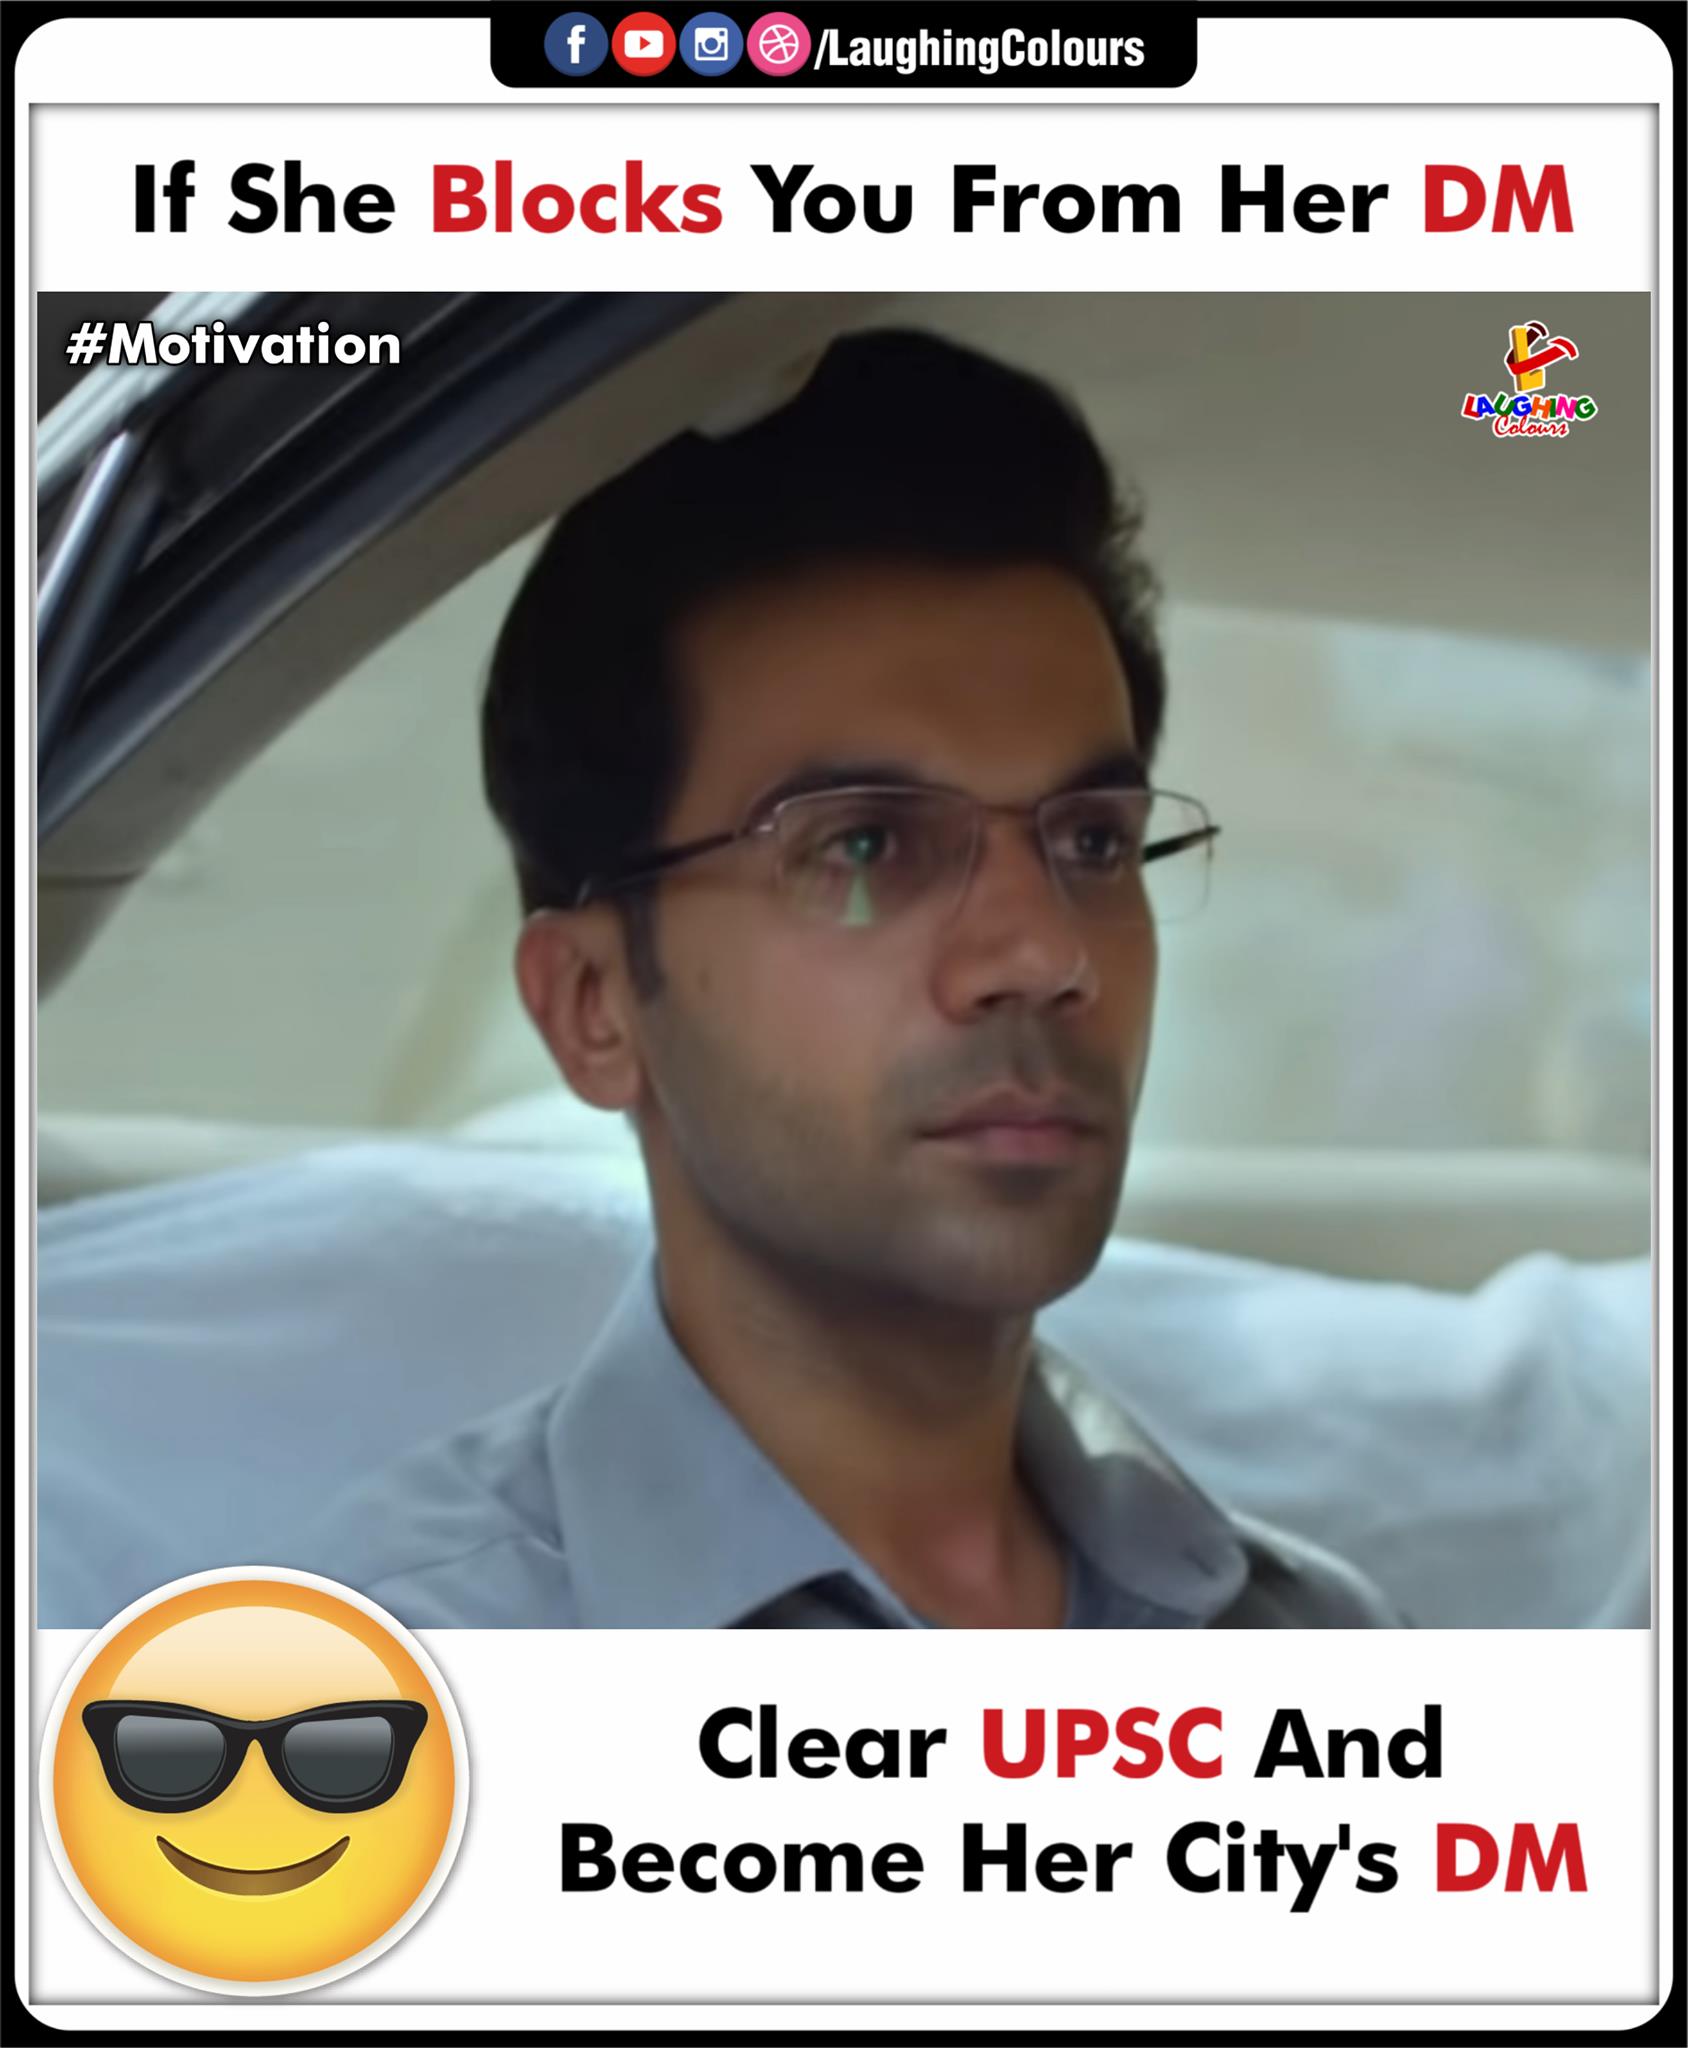 /LaughingColours
If She Blocks You From Her DM
#Motivation
LAUGHING
Colours
Clear UPSC And
Become Her City's DM